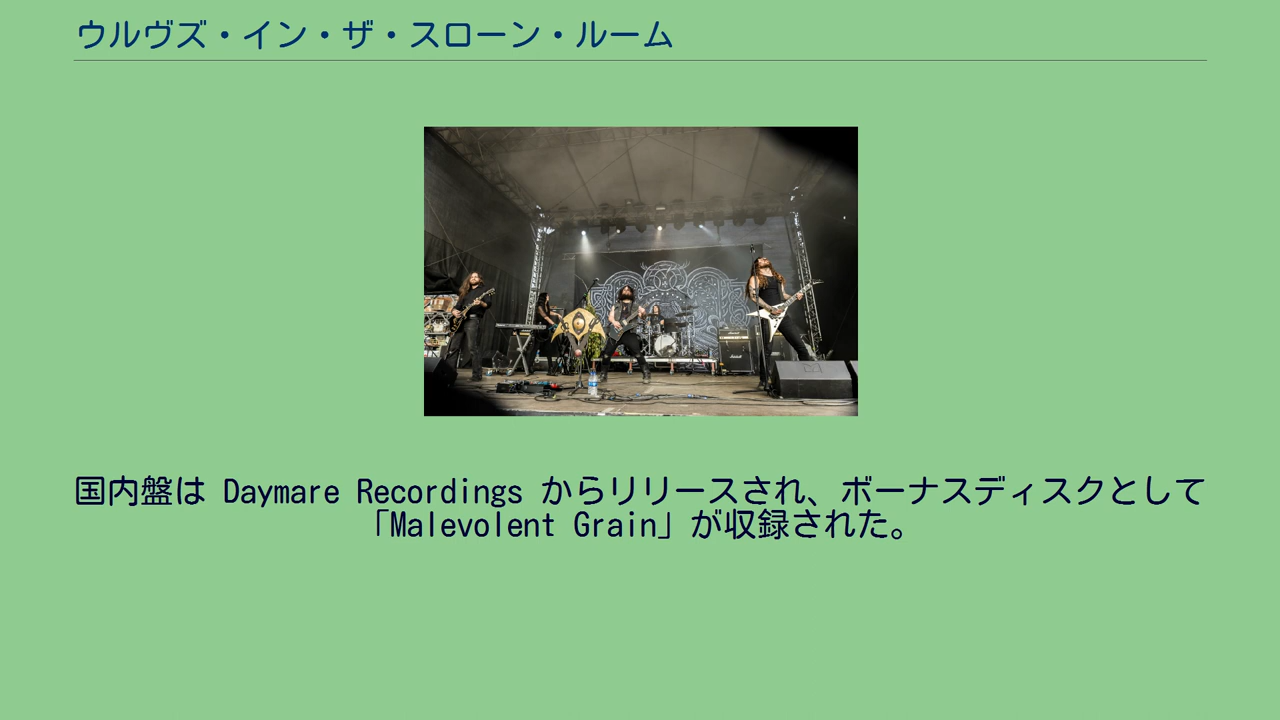 ウルヴズ・イン・ザ・スローン・ルーム
国内盤は Daymare Recordings からリリースされ、ボーナスディスクとして
「Malevolent Grain」が収録された。